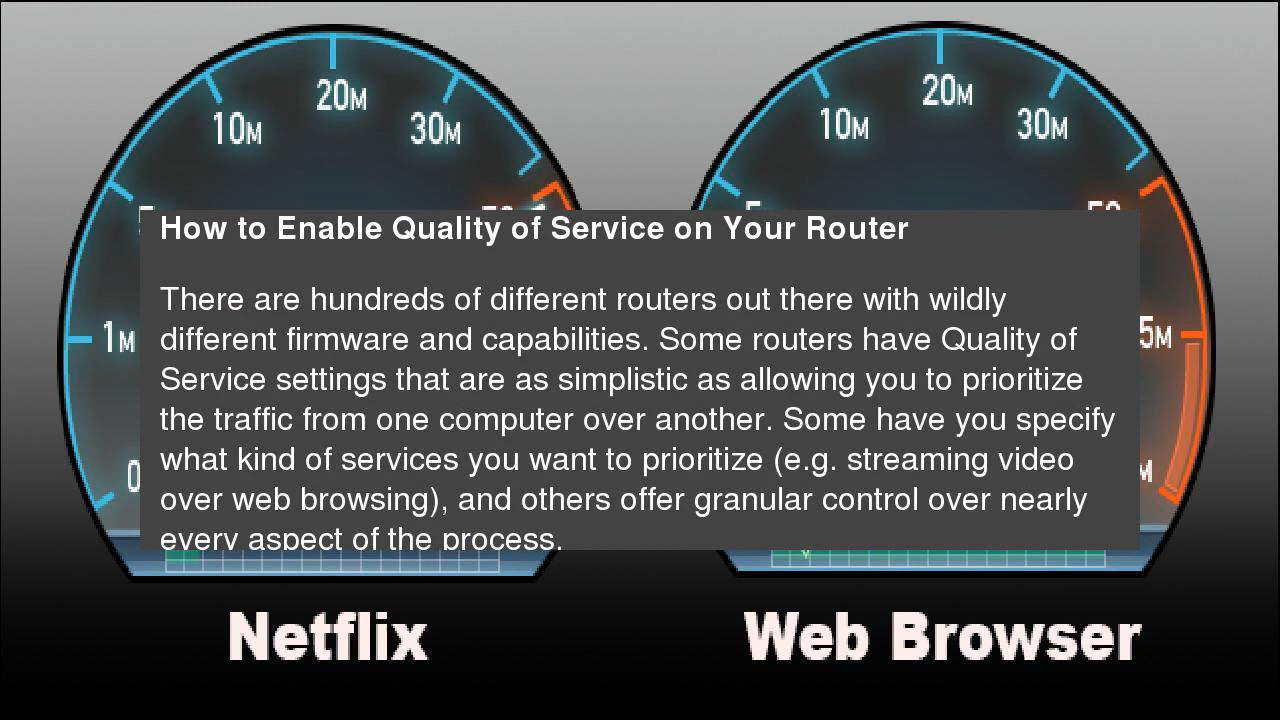 20M 20M
10M 30M 10M 30M
How to Enable Quality of Service on Your Router
There are hundreds of different routers out there with wildly
different firmware and capabilities. Some routers have Quality of
1M 5M
Service settings that are as simplistic as allowing you to prioritize
the traffic from one computer over another. Some have you specify
what kind of services you want to prioritize (e.g. streaming video
over web browsing), and others offer granular control over nearly
every aspect of the process.
Netflix Web Browser